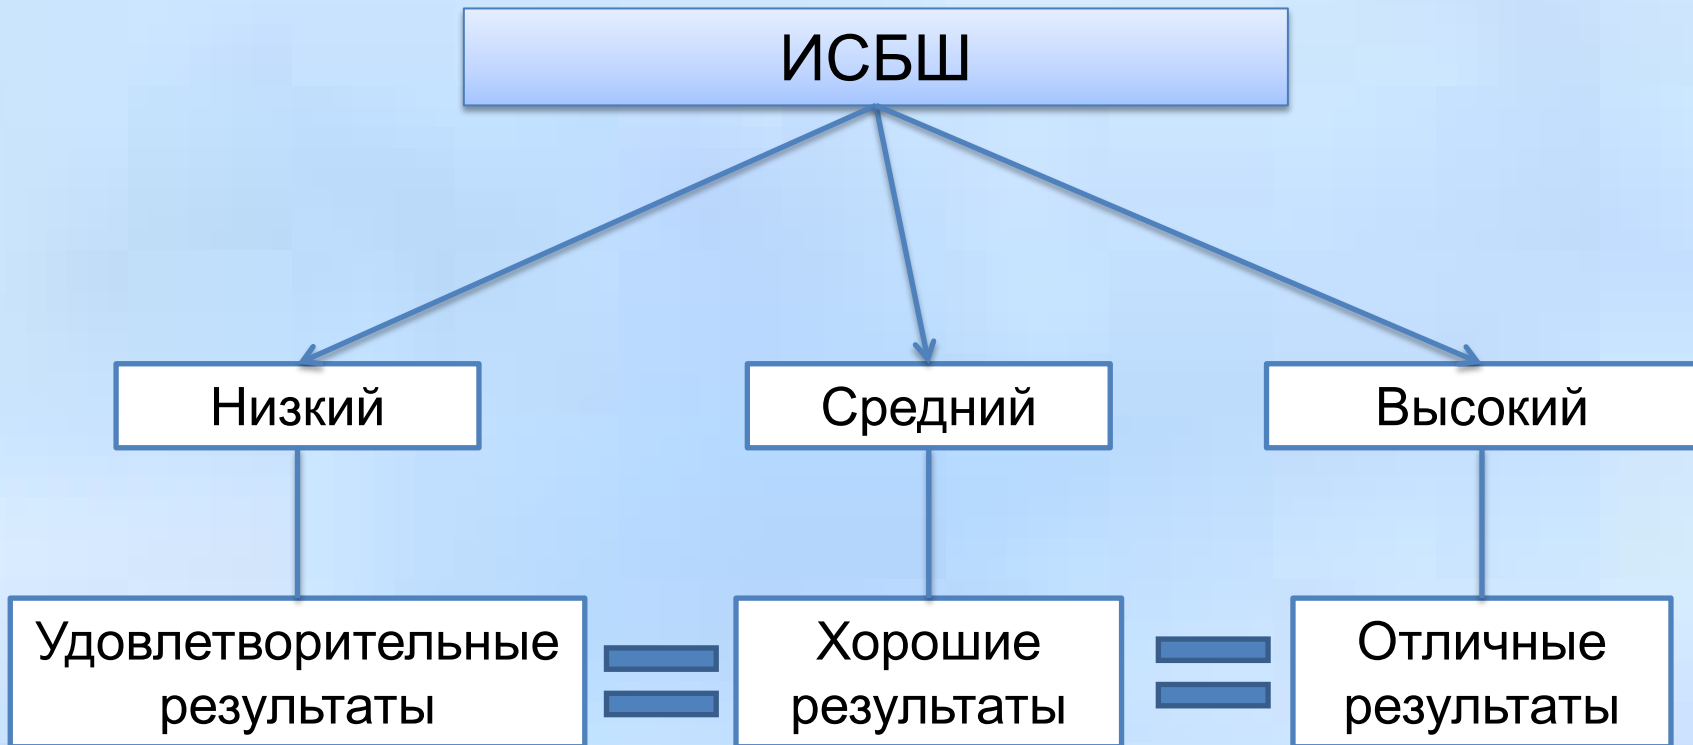 ИСБШ
Низкий
Средний
Высокий
Удовлетворительные
результаты
Хорошие
результаты
Отличные
результаты